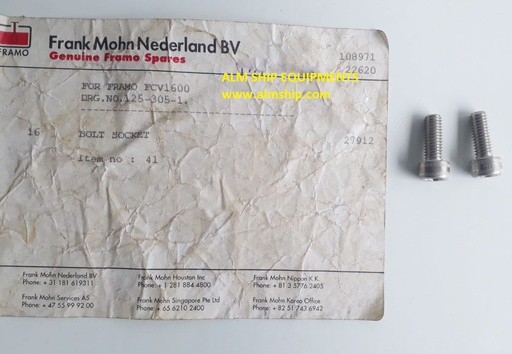 FRAMO
Frank Mohn Nederland BV
Genuine Framo Spares
108971
22620
ALM SHIP EQUIPMENTS
www.almship.com
FOR FRAMO FCV1600
DRG.NO.125-305-1.
16 BOLT SOCKET 27912
Item no : 41
Frank Mohn Nederland BV
Phone: + 31 181 619311
Frank Mohn Services AS
Phone: + 47 55 99 92 00
Frank Mohn Houston Inc
Phone: + 1 281 884 4800
Frank Mohn Singapore Pte Ltd
Phone: + 65 6210 2400
Frank Mohn Nippon K.K.
Phone: + 81 3 5776 2405
Frank Mohn Korea Office
Phone: + 82 51 743 6942